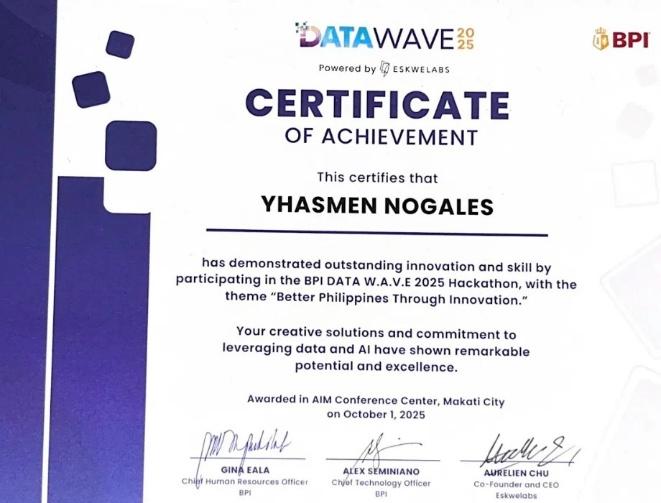 DATAWAVE 2025
BPI
Powered by ESKWELABS
CERTIFICATE
OF ACHIEVEMENT
This certifies that
YHASMEN NOGALES
has demonstrated outstanding innovation and skill by
participating in the BPI DATA W.A.V.E 2025 Hackathon, with the
theme “Better Philippines Through Innovation.”
Your creative solutions and commitment to
leveraging data and AI have shown remarkable
potential and excellence.
Awarded in AIM Conference Center, Makati City
on October 1, 2025
GINA EALA
Chief Human Resources Officer
BPI
ALEX SEMINIANO
Chief Technology Officer
BPI
AURELIEN CHU
Co-Founder and CEO
Eskwelabs